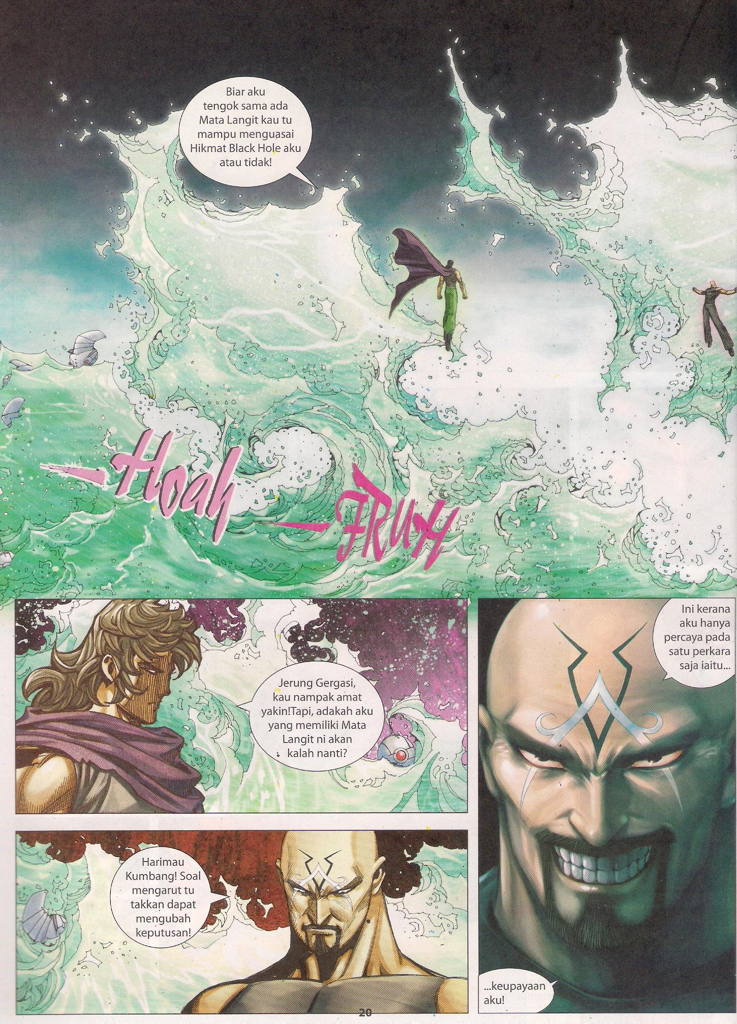 Biar aku
tengok sama ada
Mata Langit kau tu
mampu menguasai
Hikmat Black Hole aku
atau tidak!
Hoah
FRUH
Jerung Gergasi,
kau nampak amat
yakin!Tapi, adakah aku
yang memiliki Mata
Langit ni akan
kalah nanti?
Ini kerana
aku hanya
percaya pada
satu perkara
saja iaitu...
Harimau
Kumbang! Soal
mengarut tu
takkan dapat
mengubah
keputusan!
...keupayaan
aku!
20